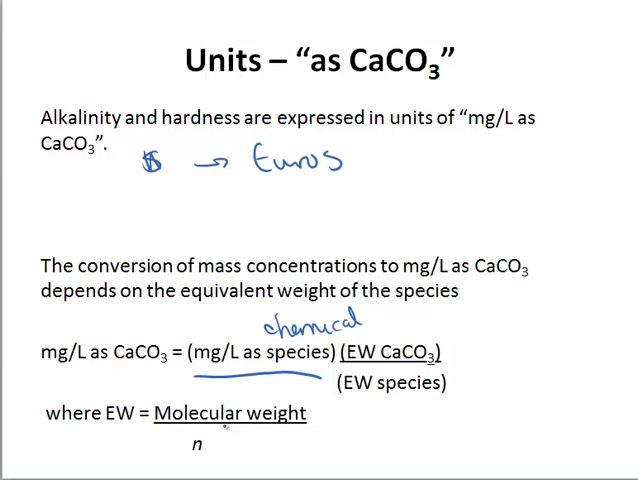 Units – “as CaCO₃”
Alkalinity and hardness are expressed in units of “mg/L as
CaCO₃”.
$ → Euros
The conversion of mass concentrations to mg/L as CaCO₃
depends on the equivalent weight of the species
chemical
mg/L as CaCO₃ = (mg/L as species) (EW CaCO₃)
(EW species)
where EW = Molecular weight
n